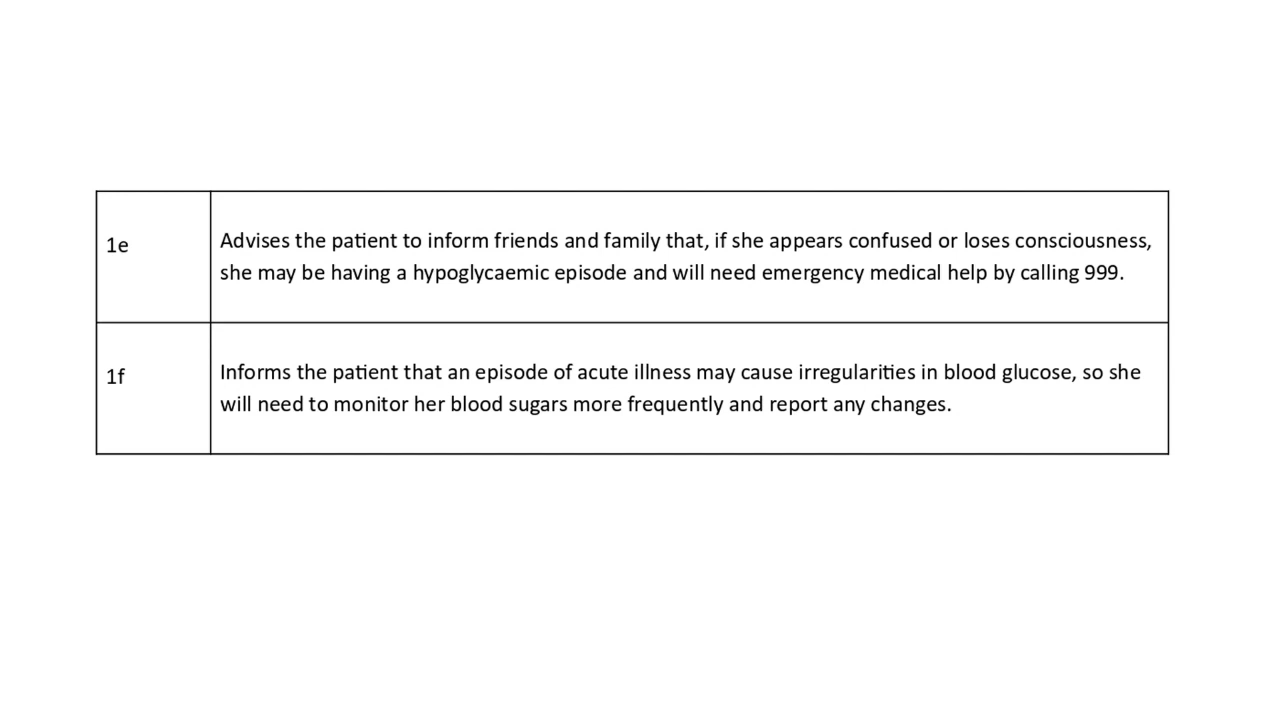 1e
Advises the patient to inform friends and family that, if she appears confused or loses consciousness,
she may be having a hypoglycaemic episode and will need emergency medical help by calling 999.
1f
Informs the patient that an episode of acute illness may cause irregularities in blood glucose, so she
will need to monitor her blood sugars more frequently and report any changes.